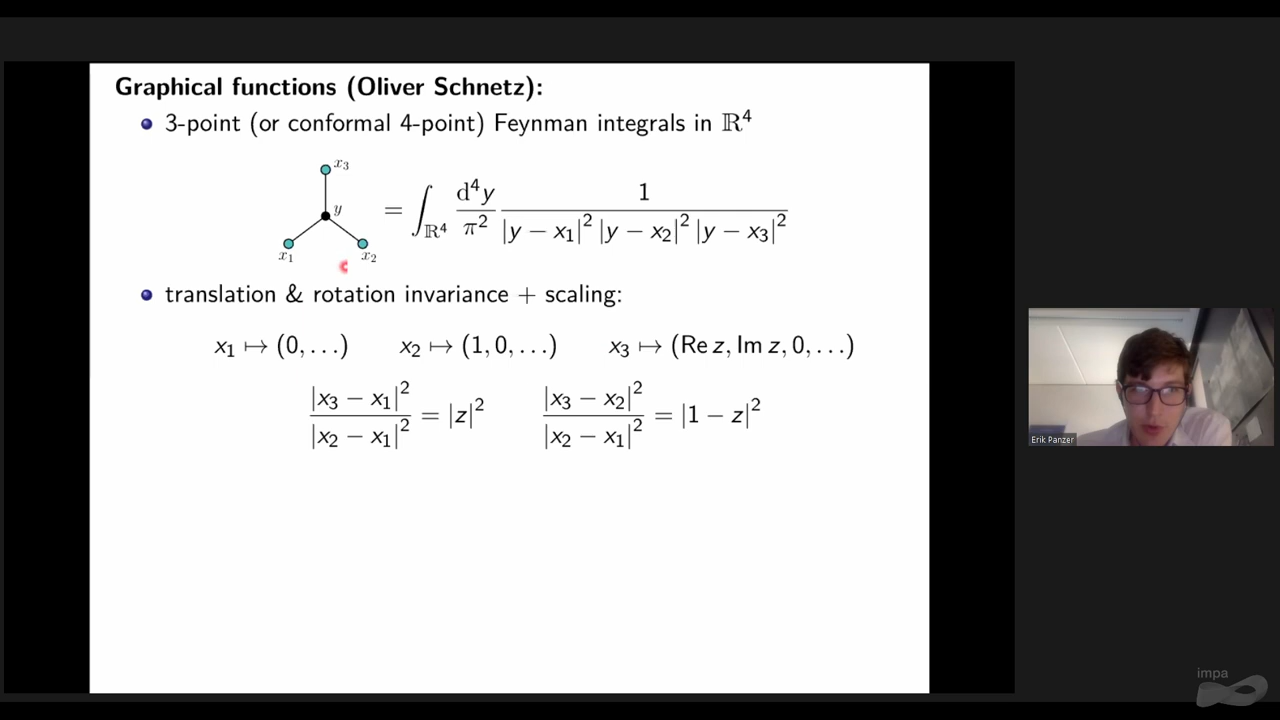 Graphical functions (Oliver Schnetz):
3-point (or conformal 4-point) Feynman integrals in ℝ⁴
x₃
y
x₁ x₂
= ∫_{ℝ⁴} d⁴y/π² 1/(|y − x₁|² |y − x₂|² |y − x₃|²)
translation & rotation invariance + scaling:
x₁ ↦ (0, …) x₂ ↦ (1, 0, …) x₃ ↦ (Re z, Im z, 0, …)
|x₃ − x₁|²/|x₂ − x₁|² = |z|² |x₃ − x₂|²/|x₂ − x₁|² = |1 − z|²
Erik Panzer
impa